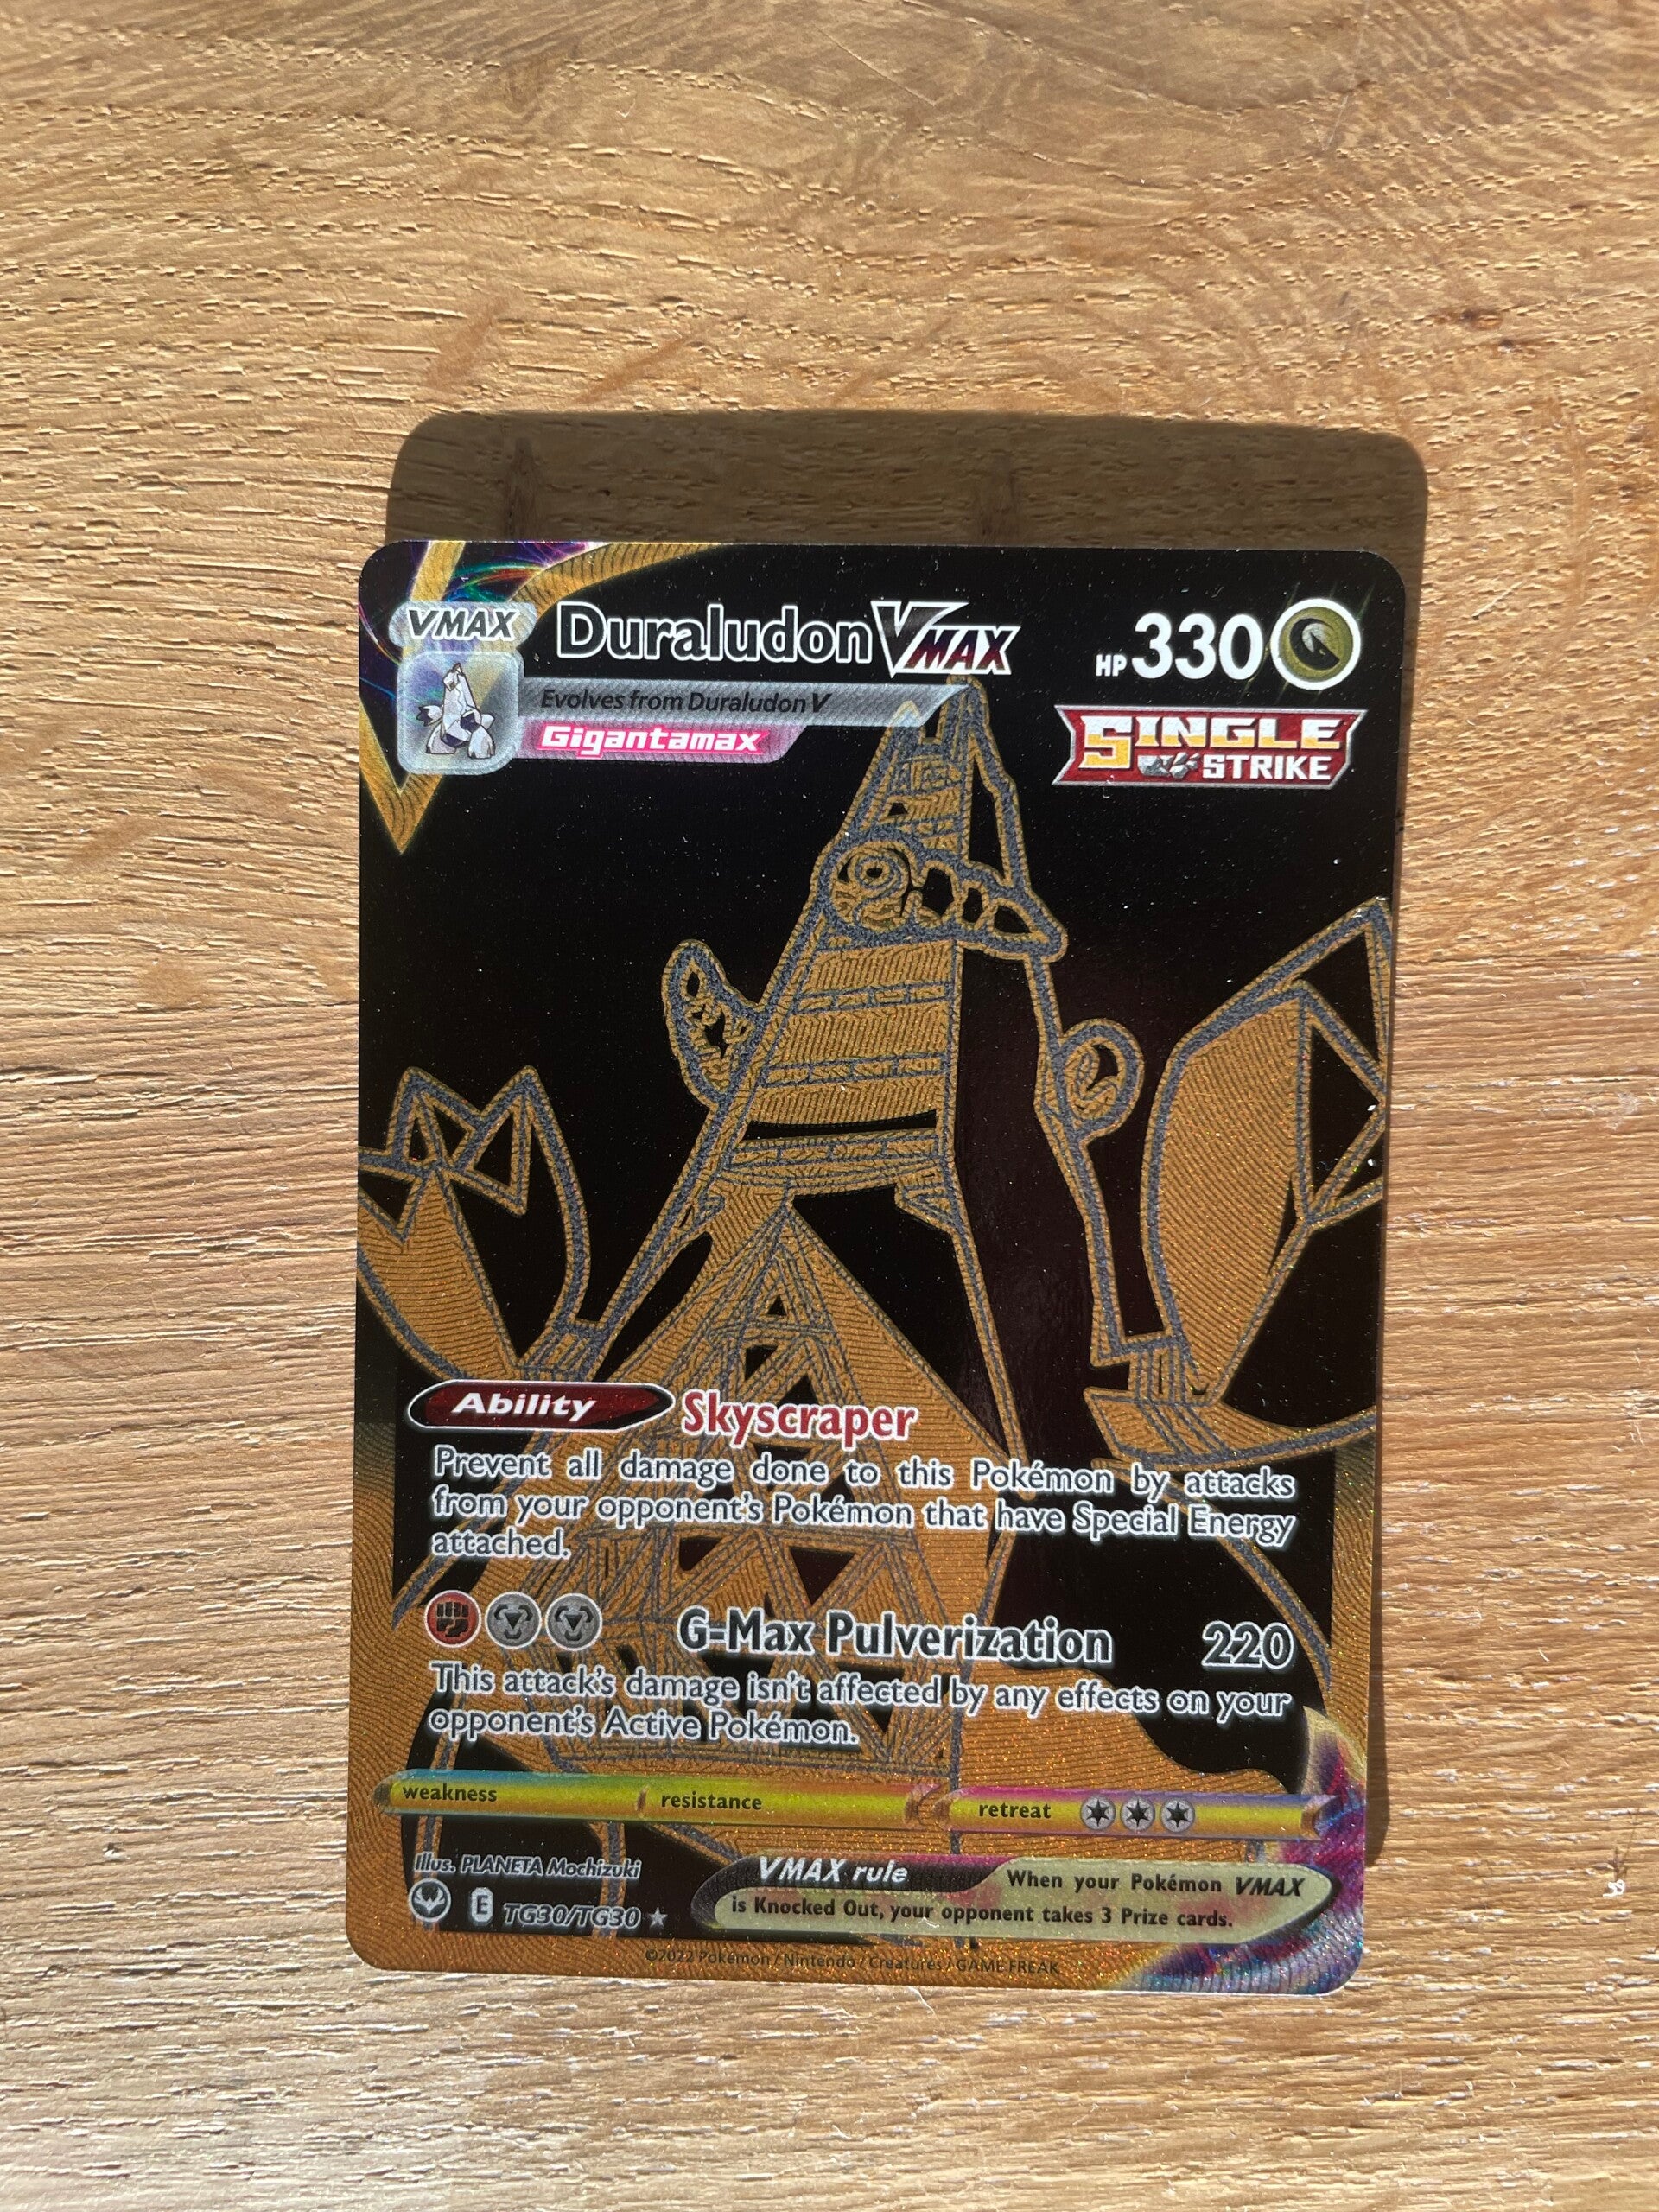 VMAX
Duraludon VMAX
HP 330
Evolves from Duraludon V
Gigantamax
SINGLE
STRIKE
Ability Skyscraper
Prevent all damage done to this Pokémon by attacks
from your opponent's Pokémon that have Special Energy
attached.
G-Max Pulverization 220
This attack's damage isn't affected by any effects on your
opponent's Active Pokémon.
weakness resistance retreat
Illus. PLANETA Mochizuki
E TG30/TG30
VMAX rule When your Pokémon VMAX
is Knocked Out, your opponent takes 3 Prize cards.
©2022 Pokémon / Nintendo / Creatures / GAME FREAK